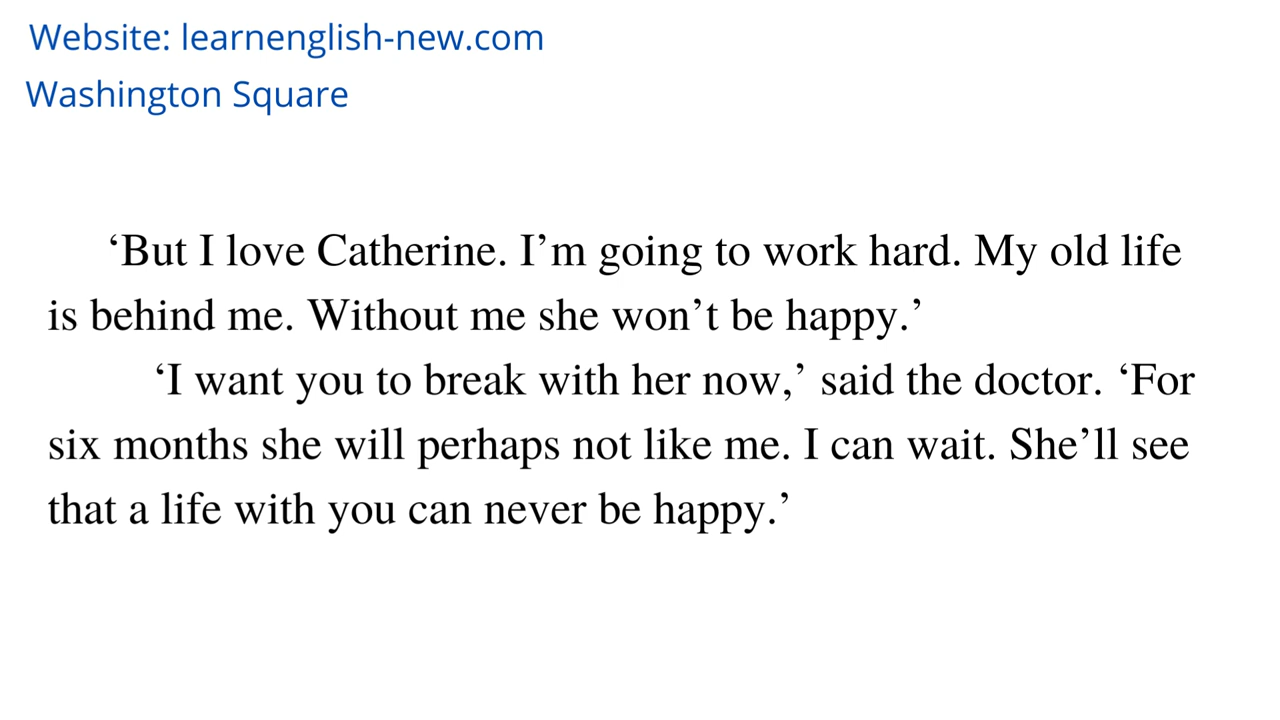 Website: learnenglish-new.com
Washington Square
‘But I love Catherine. I’m going to work hard. My old life
is behind me. Without me she won’t be happy.’
‘I want you to break with her now,’ said the doctor. ‘For
six months she will perhaps not like me. I can wait. She’ll see
that a life with you can never be happy.’